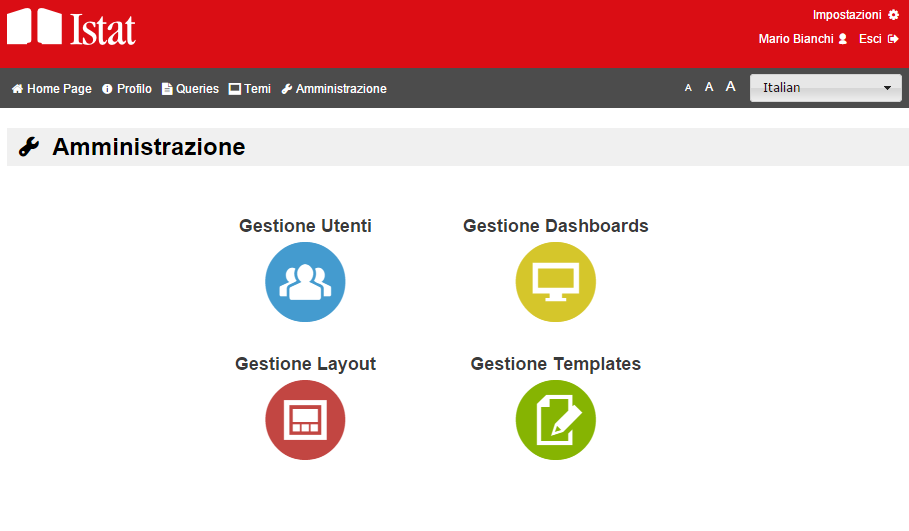 Istat
Impostazioni
Mario Bianchi Esci
Home Page Profilo Queries Temi Amministrazione A A A Italian
Amministrazione
Gestione Utenti Gestione Dashboards
Gestione Layout Gestione Templates